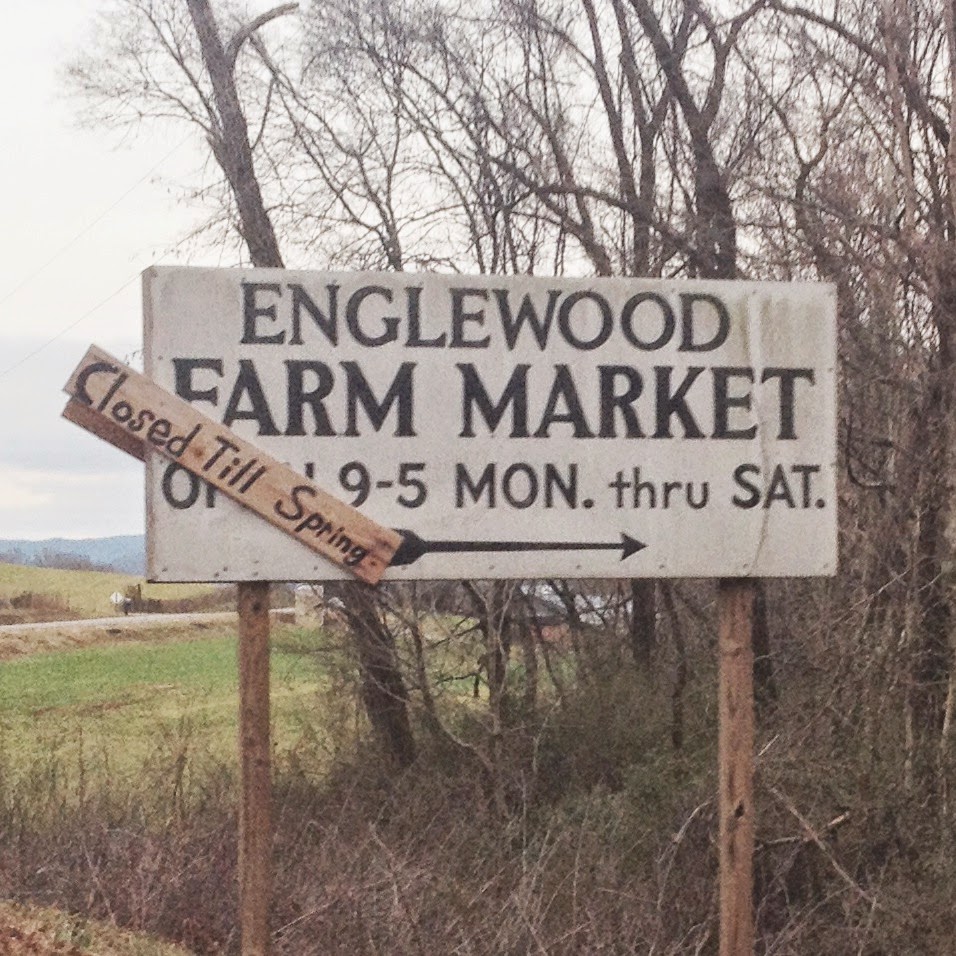 ENGLEWOOD
FARM MARKET
9-5 MON. thru SAT.
Closed Till Spring